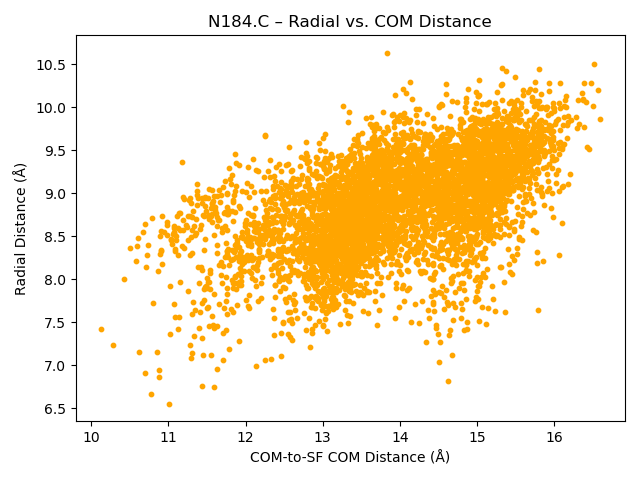 N184.C – Radial vs. COM Distance
Radial Distance (Å)
10.5
10.0
9.5
9.0
8.5
8.0
7.5
7.0
6.5
10 11 12 13 14 15 16
COM-to-SF COM Distance (Å)